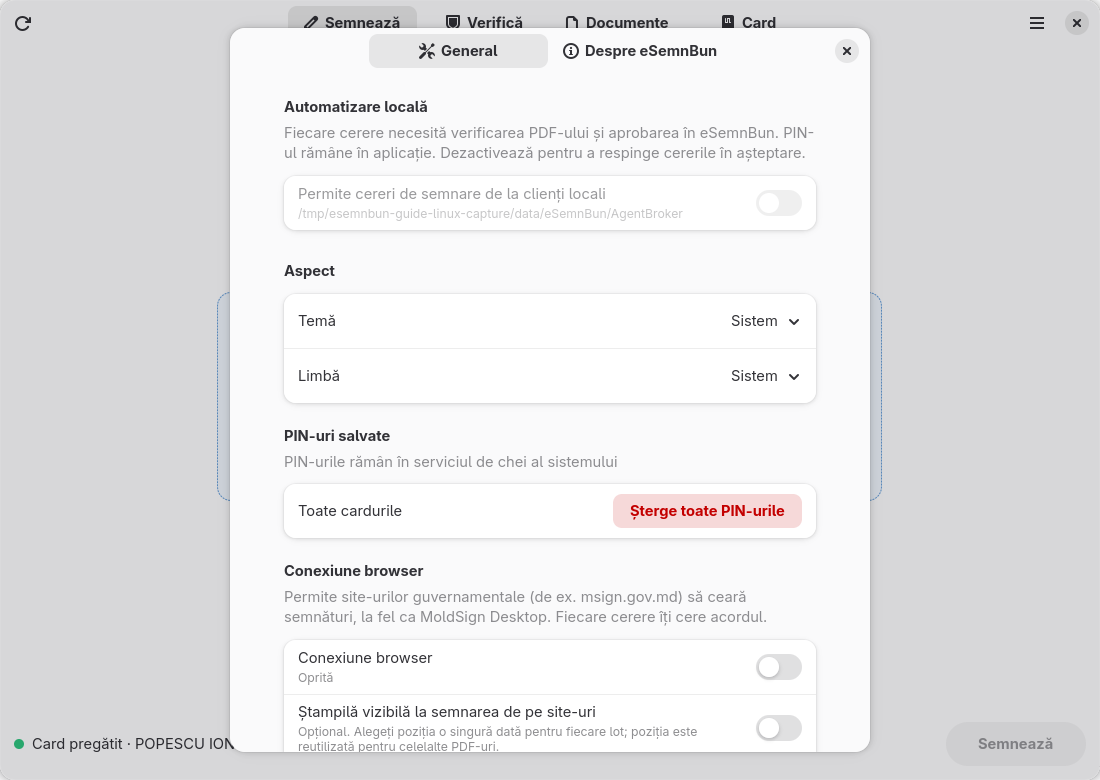 Semnează
Verifică
Documente
Card
General
Despre eSemnBun
Automatizare locală
Fiecare cerere necesită verificarea PDF-ului și aprobarea în eSemnBun. PIN-
ul rămâne în aplicație. Dezactivează pentru a respinge cererile în așteptare.
Permite cereri de semnare de la clienți locali
/tmp/esemnbun-guide-linux-capture/data/eSemnBun/AgentBroker
Aspect
Temă
Sistem
Limbă
Sistem
PIN-uri salvate
PIN-urile rămân în serviciul de chei al sistemului
Toate cardurile
Șterge toate PIN-urile
Conexiune browser
Permite site-urilor guvernamentale (de ex. msign.gov.md) să ceară
semnături, la fel ca MoldSign Desktop. Fiecare cerere îți cere acordul.
Conexiune browser
Oprită
Ștampilă vizibilă la semnarea de pe site-uri
Opțional. Alegeți poziția o singură dată pentru fiecare lot; poziția este
reutilizată pentru celelalte PDF-uri.
Card pregătit · POPESCU ION
Semnează